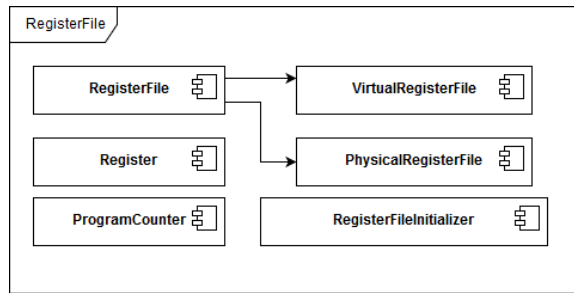 RegisterFile
RegisterFile
VirtualRegisterFile
Register
PhysicalRegisterFile
ProgramCounter
RegisterFileInitializer